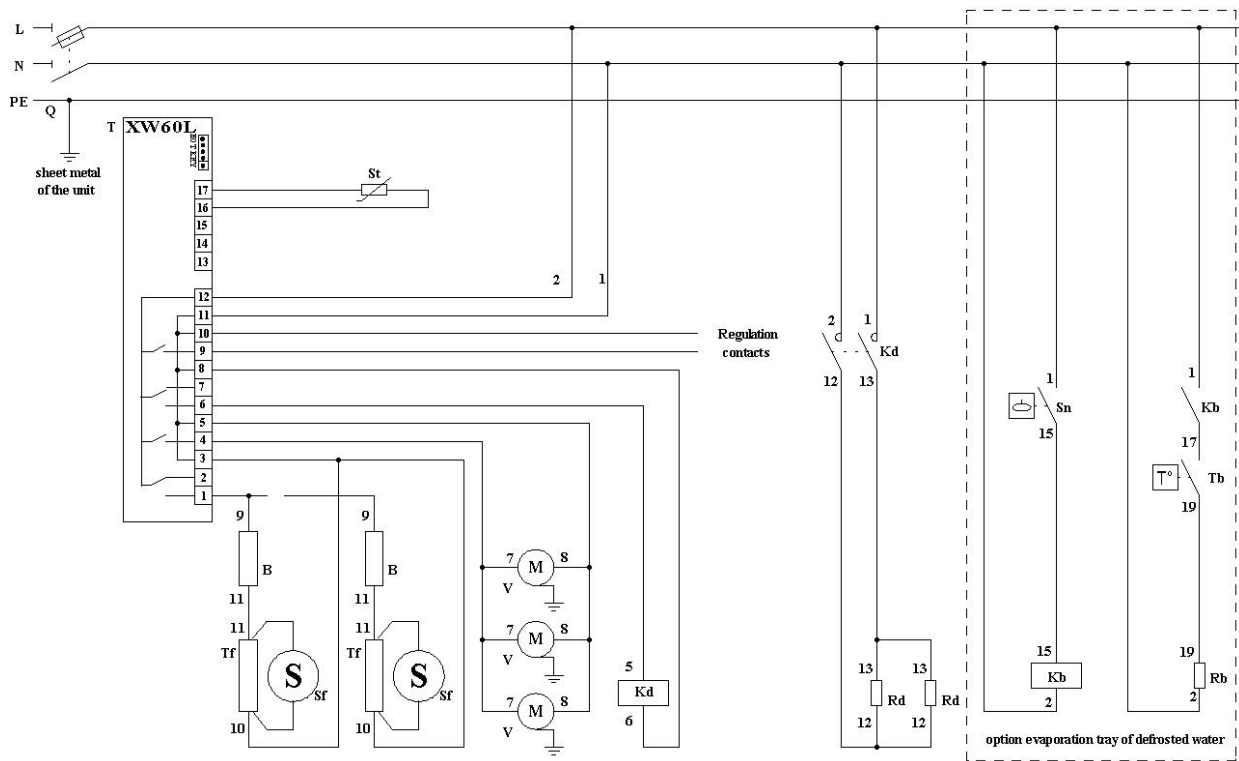 L
N
PE
Q
T XW60L
HOT KEY
sheet metal
of the unit
St
17
16
15
14
13
2 1
12
11
10
9
8
7
6
5
4
3
2
1
Regulation
contacts
2 1
Kd
12 13
1
Sn
15
1
Kb
17
T° Tb
19
9 9
B B
11 11
11 11
Tf Tf
S S
Sf Sf
10 10
7 M 8
V
7 M 8
V
7 M 8
V
5
Kd
6
13 13
Rd Rd
12 12
15
Kb
2
19
Rb
2
option evaporation tray of defrosted water